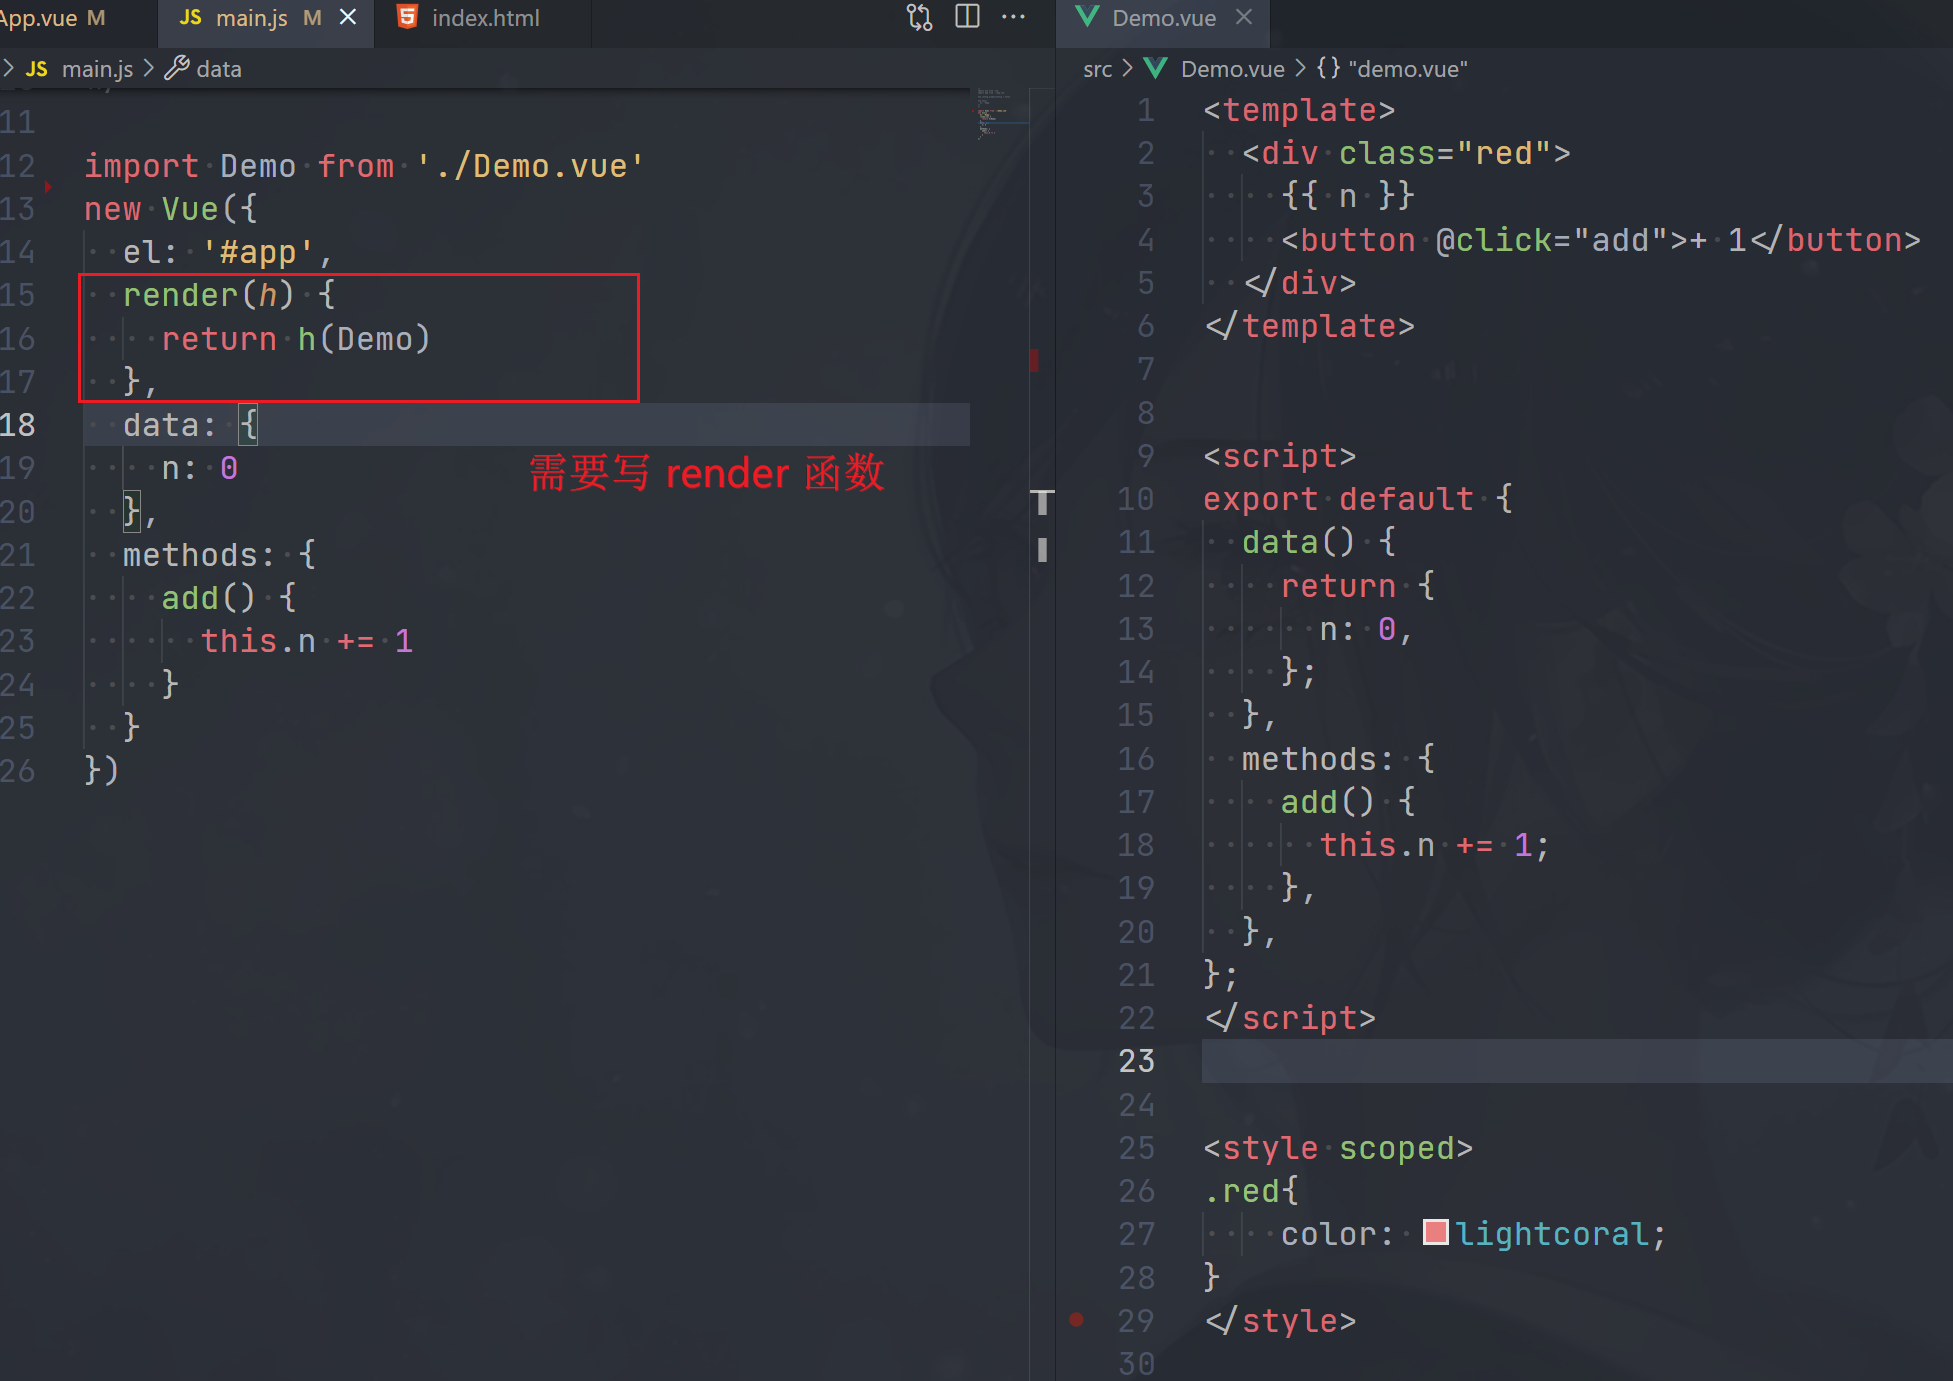 App.vue M
JS main.js M
index.html
JS main.js data
11
12 import Demo from './Demo.vue'
13 new Vue({
14 el: '#app',
15 render(h) {
16 return h(Demo)
17 },
18 data: {
19 n: 0
20 },
21 methods: {
22 add() {
23 this.n += 1
24 }
25 }
26 })
需要写 render 函数
Demo.vue
src Demo.vue {} "demo.vue"
1 <template>
2 <div class="red">
3 {{ n }}
4 <button @click="add">+ 1</button>
5 </div>
6 </template>
7
8
9 <script>
10 export default {
11 data() {
12 return {
13 n: 0,
14 };
15 },
16 methods: {
17 add() {
18 this.n += 1;
19 },
20 },
21 };
22 </script>
23
24
25 <style scoped>
26 .red{
27 color: lightcoral;
28 }
29 </style>
30